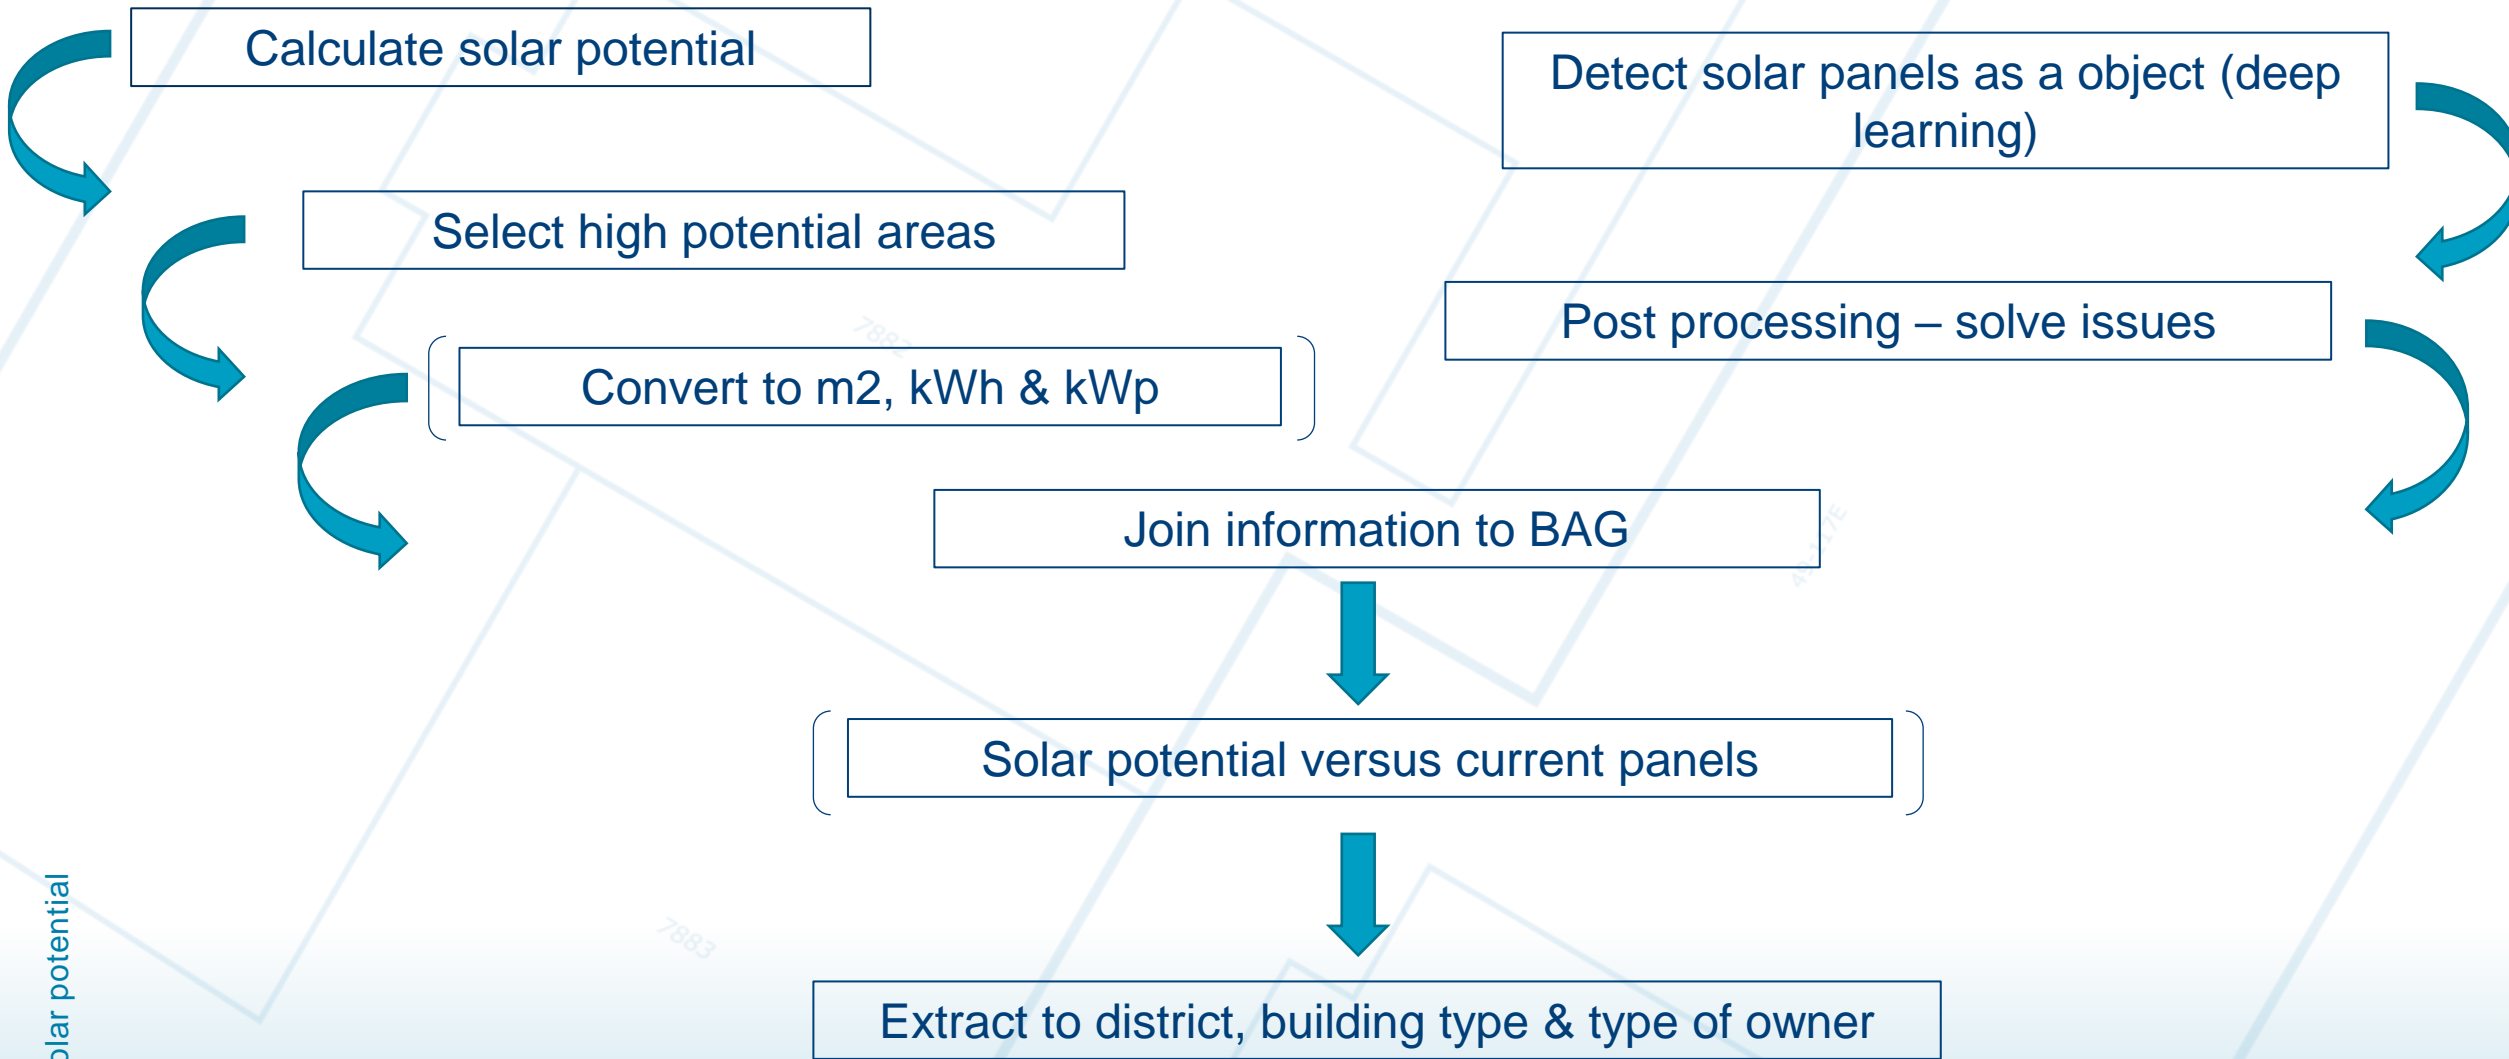 Calculate solar potential
Detect solar panels as a object (deep
learning)
Select high potential areas
Post processing – solve issues
Convert to m2, kWh & kWp
Join information to BAG
Solar potential versus current panels
Extract to district, building type & type of owner
potential
7882
7883